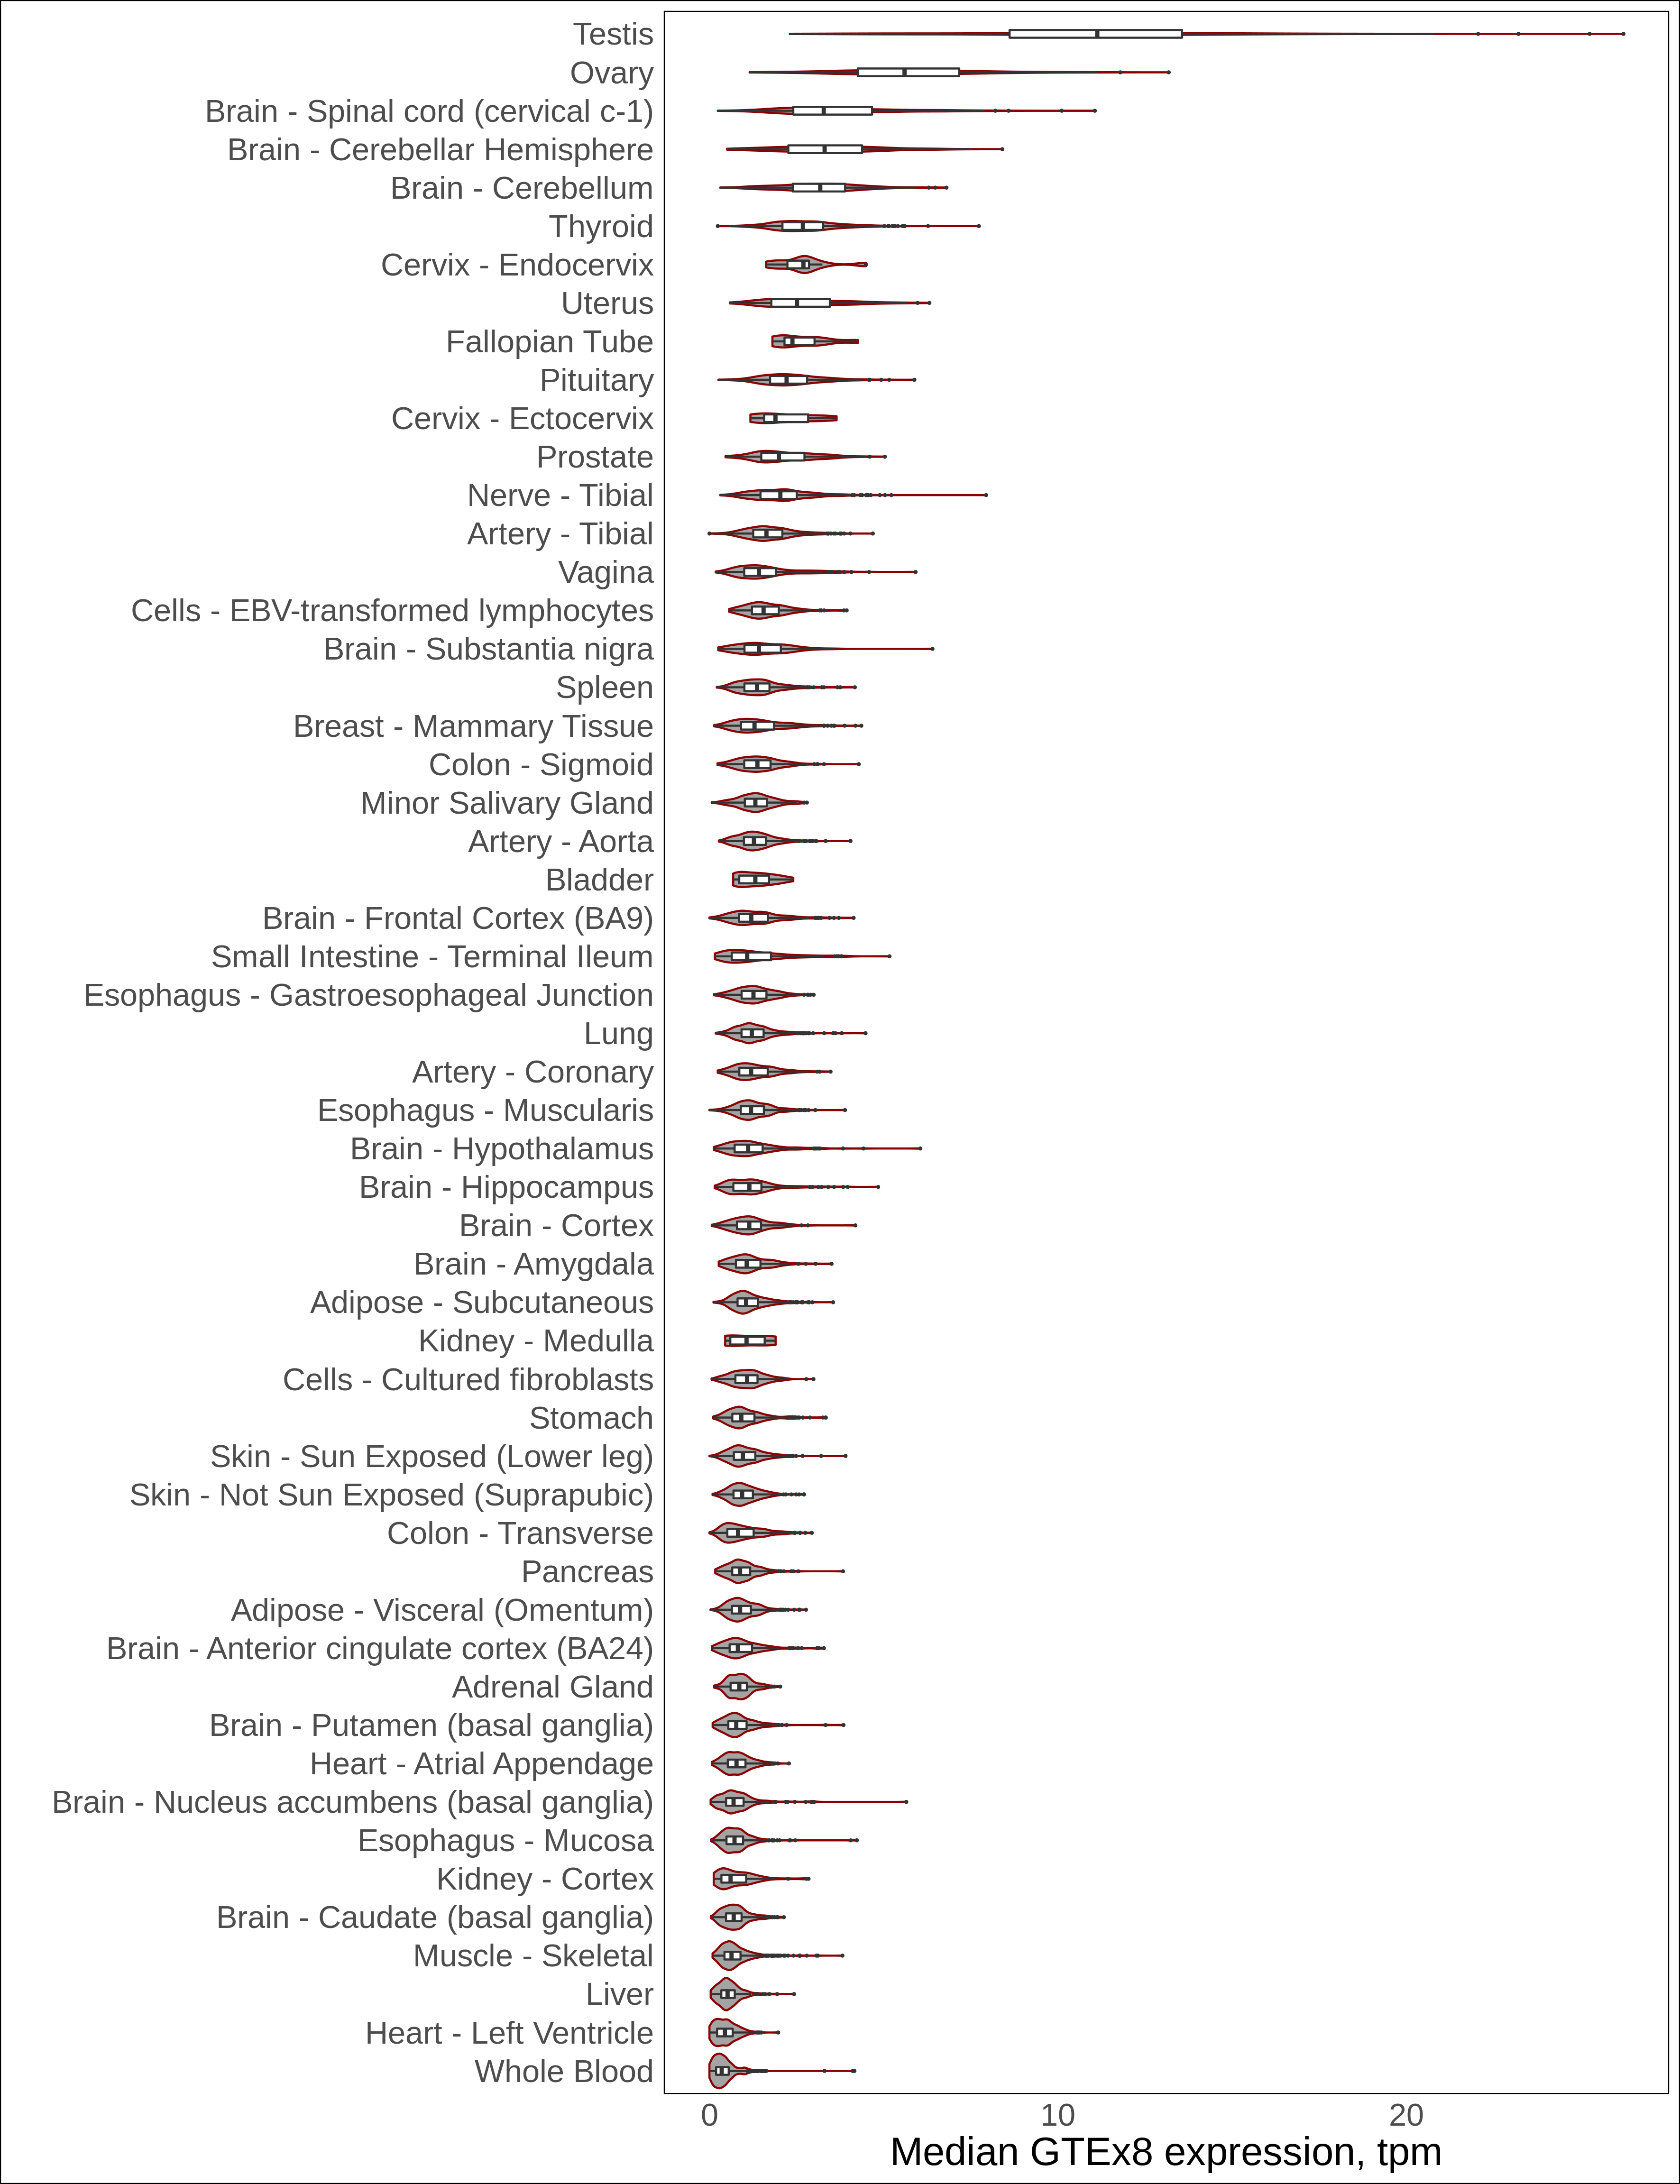 Testis
Ovary
Brain - Spinal cord (cervical c-1)
Brain - Cerebellar Hemisphere
Brain - Cerebellum
Thyroid
Cervix - Endocervix
Uterus
Fallopian Tube
Pituitary
Cervix - Ectocervix
Prostate
Nerve - Tibial
Artery - Tibial
Vagina
Cells - EBV-transformed lymphocytes
Brain - Substantia nigra
Spleen
Breast - Mammary Tissue
Colon - Sigmoid
Minor Salivary Gland
Artery - Aorta
Bladder
Brain - Frontal Cortex (BA9)
Small Intestine - Terminal Ileum
Esophagus - Gastroesophageal Junction
Lung
Artery - Coronary
Esophagus - Muscularis
Brain - Hypothalamus
Brain - Hippocampus
Brain - Cortex
Brain - Amygdala
Adipose - Subcutaneous
Kidney - Medulla
Cells - Cultured fibroblasts
Stomach
Skin - Sun Exposed (Lower leg)
Skin - Not Sun Exposed (Suprapubic)
Colon - Transverse
Pancreas
Adipose - Visceral (Omentum)
Brain - Anterior cingulate cortex (BA24)
Adrenal Gland
Brain - Putamen (basal ganglia)
Heart - Atrial Appendage
Brain - Nucleus accumbens (basal ganglia)
Esophagus - Mucosa
Kidney - Cortex
Brain - Caudate (basal ganglia)
Muscle - Skeletal
Liver
Heart - Left Ventricle
Whole Blood
0 10 20
Median GTEx8 expression, tpm